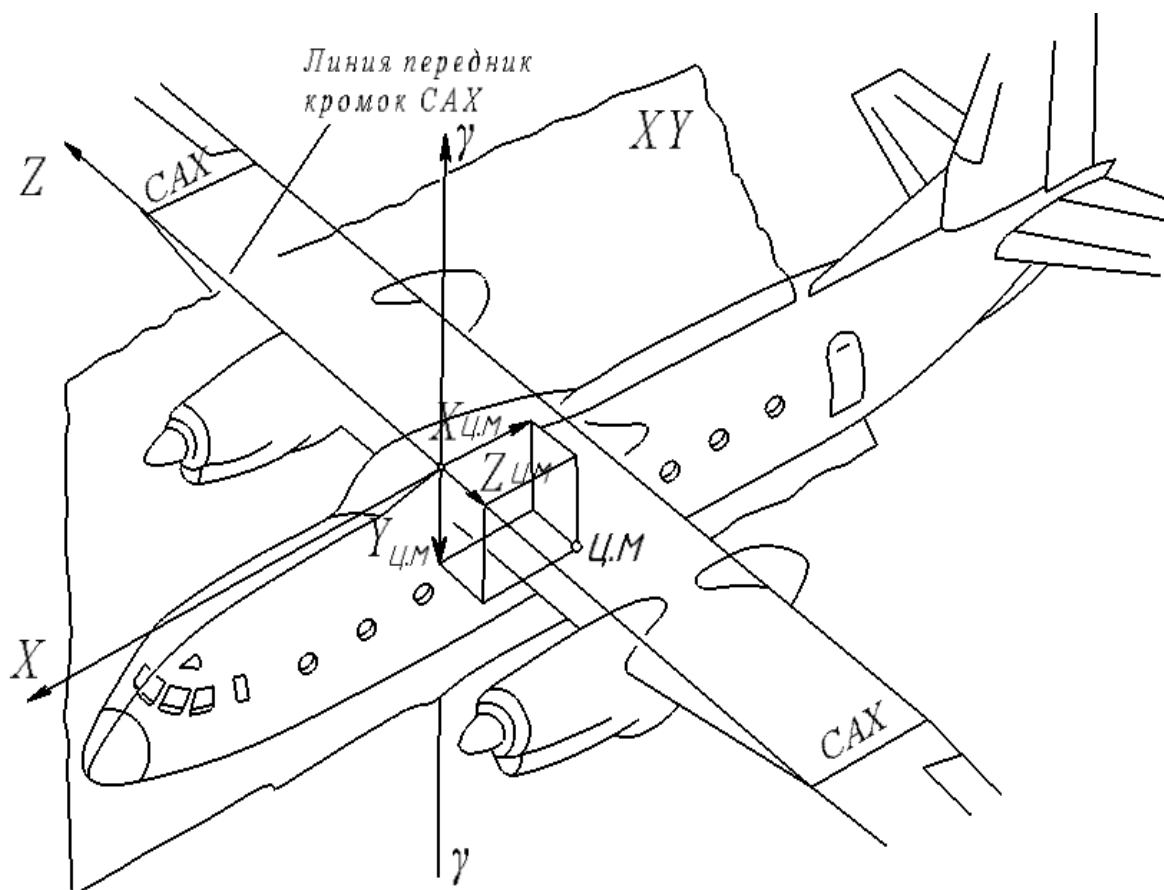 Линия передник
кромок САХ
γ
XY
Z
САХ
Xц.м
Zц.м
Yц.м
ц.м
X
САХ
γ